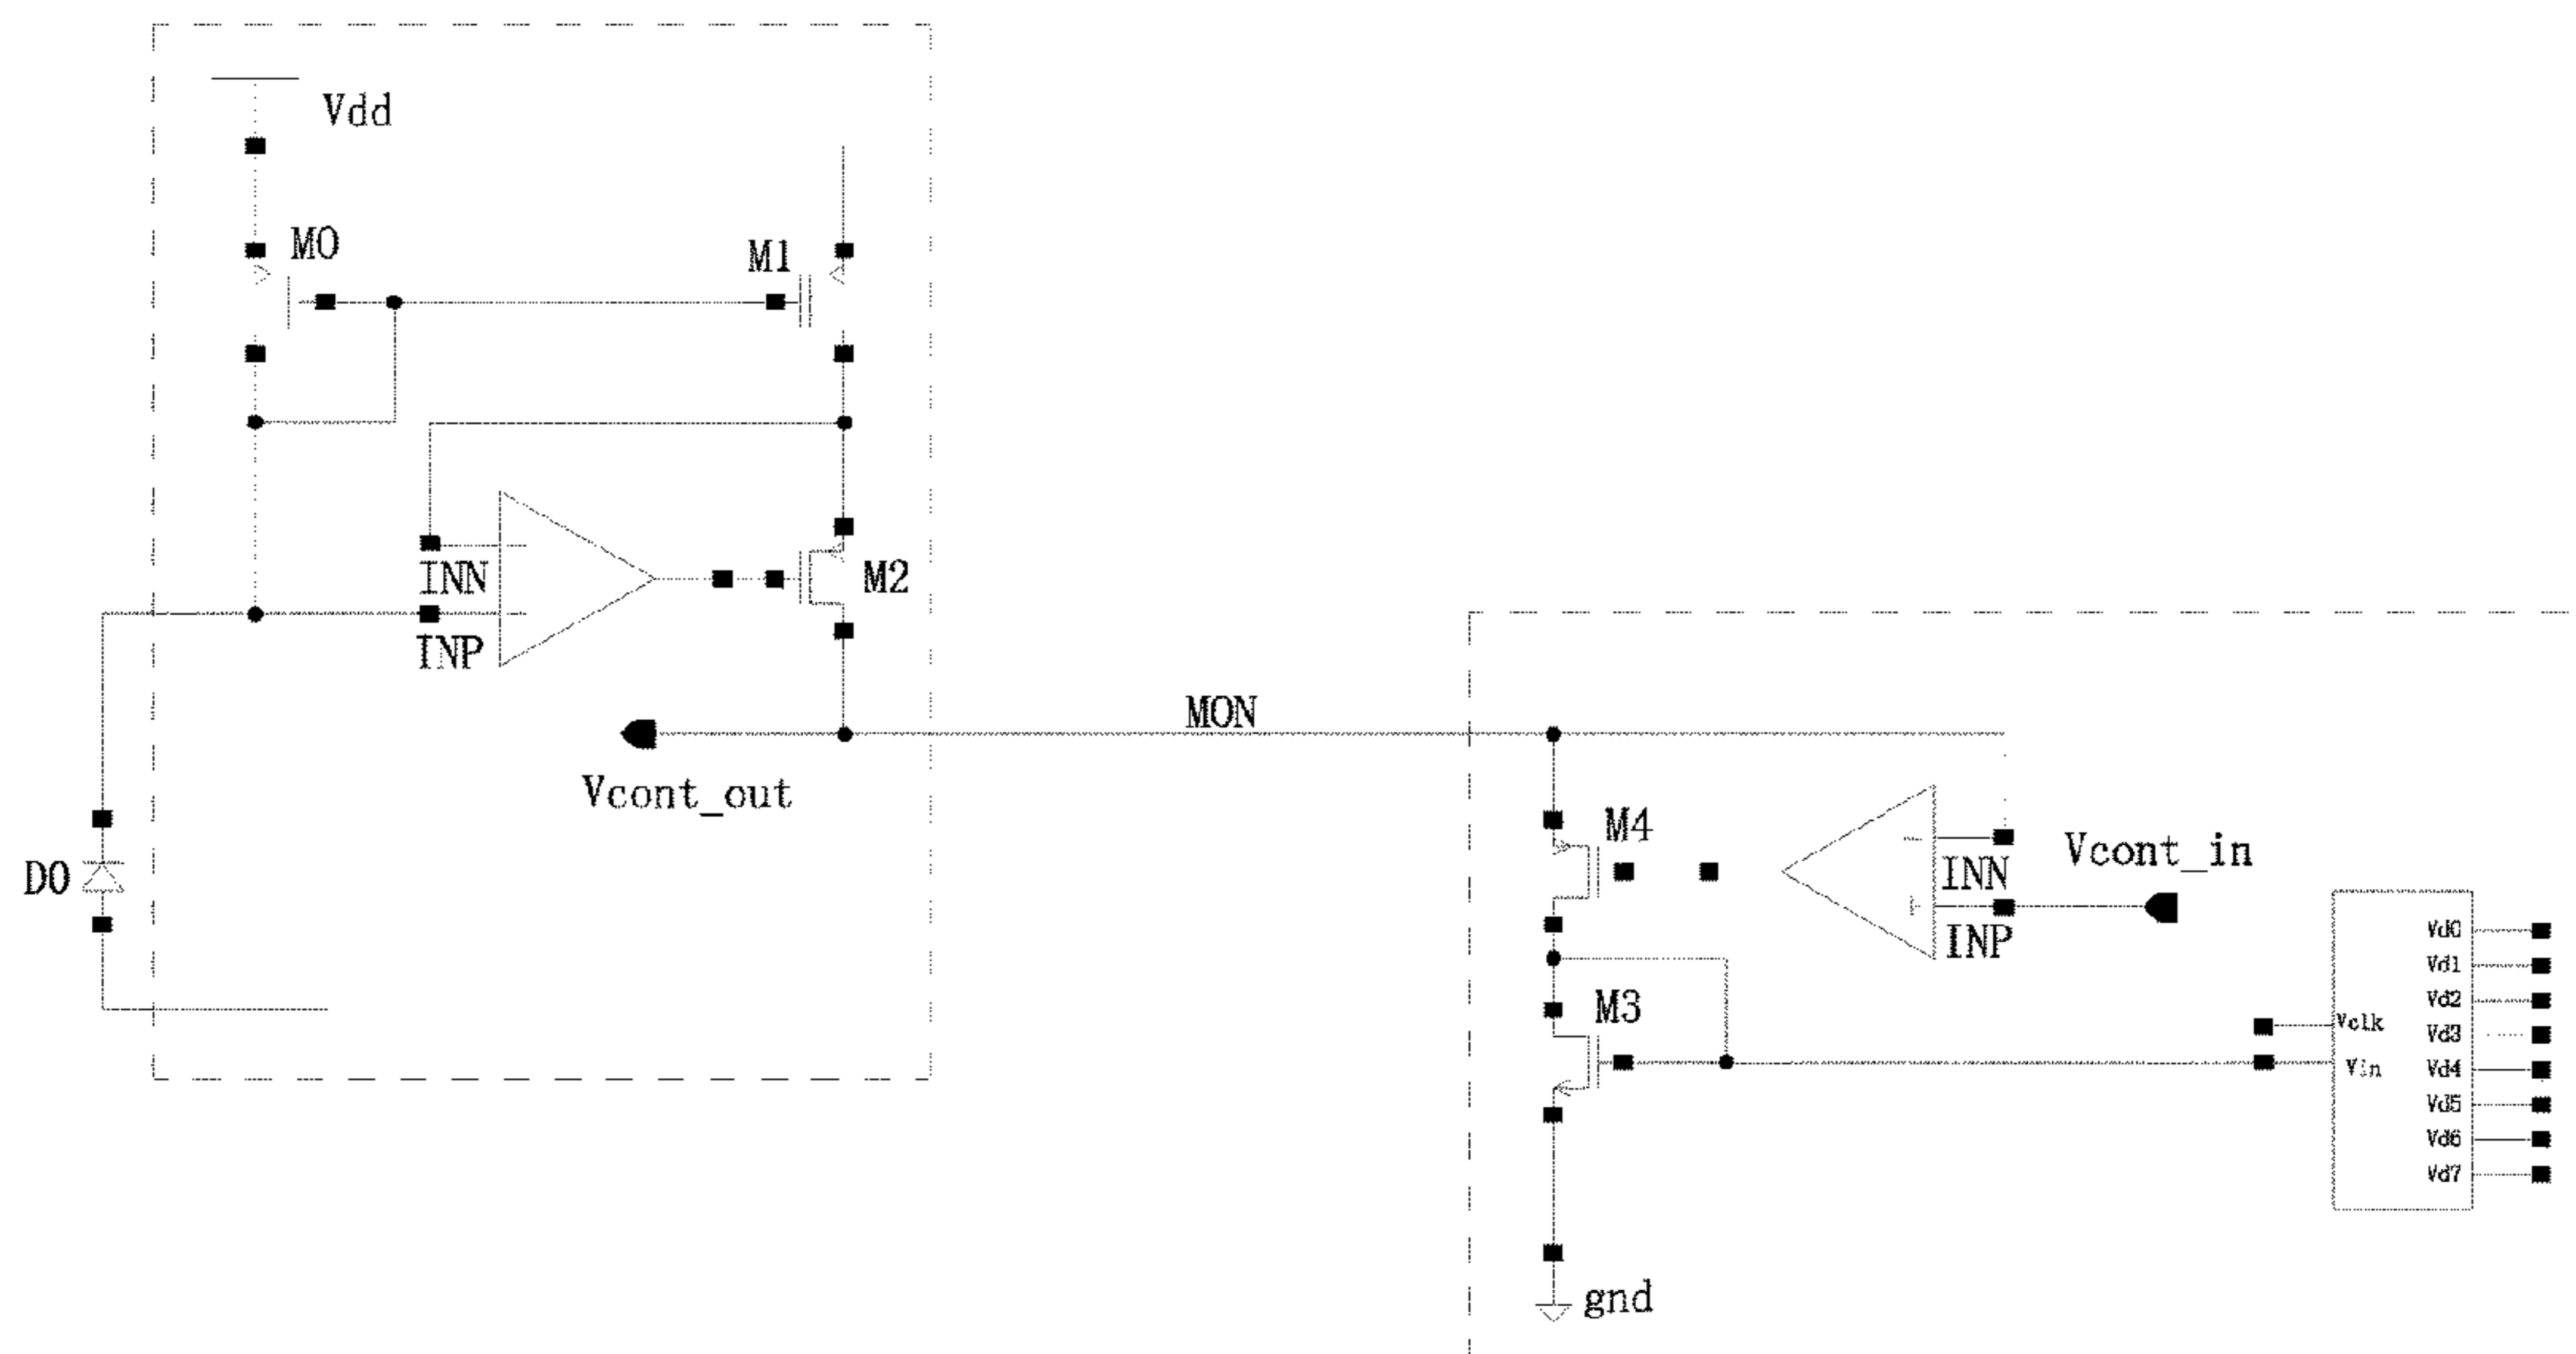 Vdd
M0
M1
INN
INP
M2
MON
Vcont_out
D0
M4
INN
INP
Vcont_in
M3
Vclk
Vin
Vd0
Vd1
Vd2
Vd3
Vd4
Vd5
Vd6
Vd7
gnd